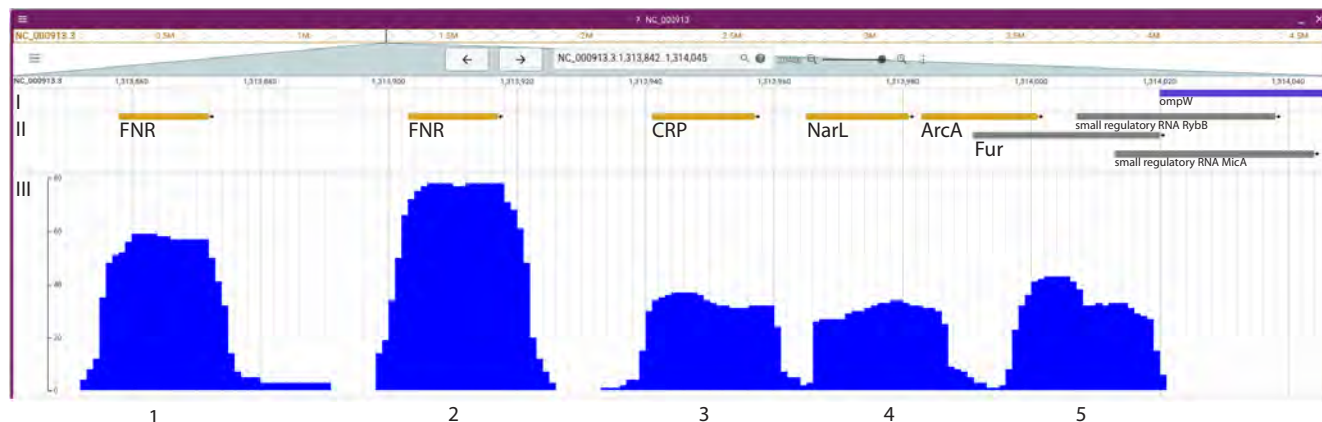 ? NC_000913
NC_000913.3 0.5M 1M 1.5M 2M 2.5M 3M 3.5M 4M 4.5M
NC_000913.3:1,313,842..1,314,045
NC_000913.3 1,313,860 1,313,880 1,313,900 1,313,920 1,313,940 1,313,960 1,313,980 1,314,000 1,314,020 1,314,040
I
ompW
II FNR FNR CRP NarL ArcA small regulatory RNA RybB
Fur
small regulatory RNA MicA
III
80
60
40
20
0
1 2 3 4 5